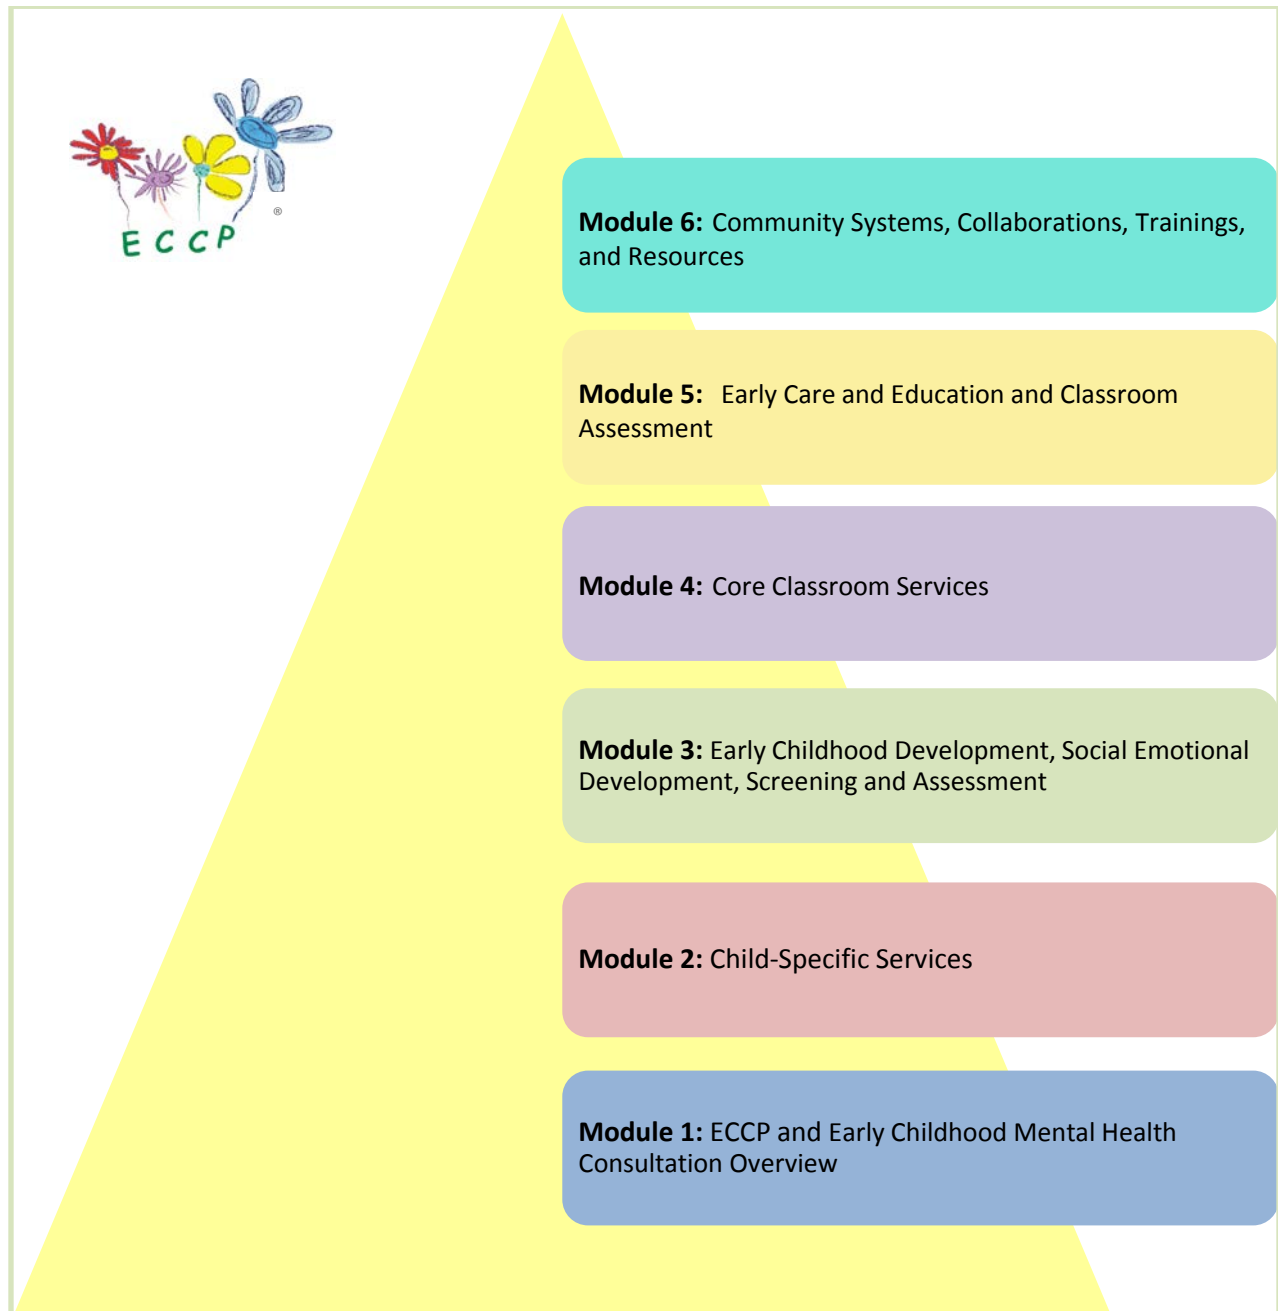 ®
ECCP
Module 6: Community Systems, Collaborations, Trainings,
and Resources
Module 5: Early Care and Education and Classroom
Assessment
Module 4: Core Classroom Services
Module 3: Early Childhood Development, Social Emotional
Development, Screening and Assessment
Module 2: Child-Specific Services
Module 1: ECCP and Early Childhood Mental Health
Consultation Overview